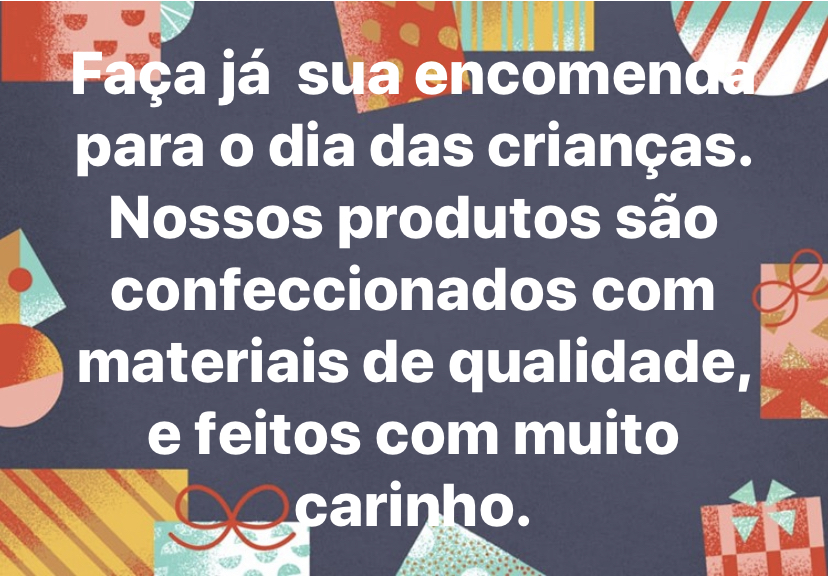 Faça já  sua encomenda
para o dia das crianças.
Nossos produtos são
confeccionados com
materiais de qualidade,
e feitos com muito
carinho.